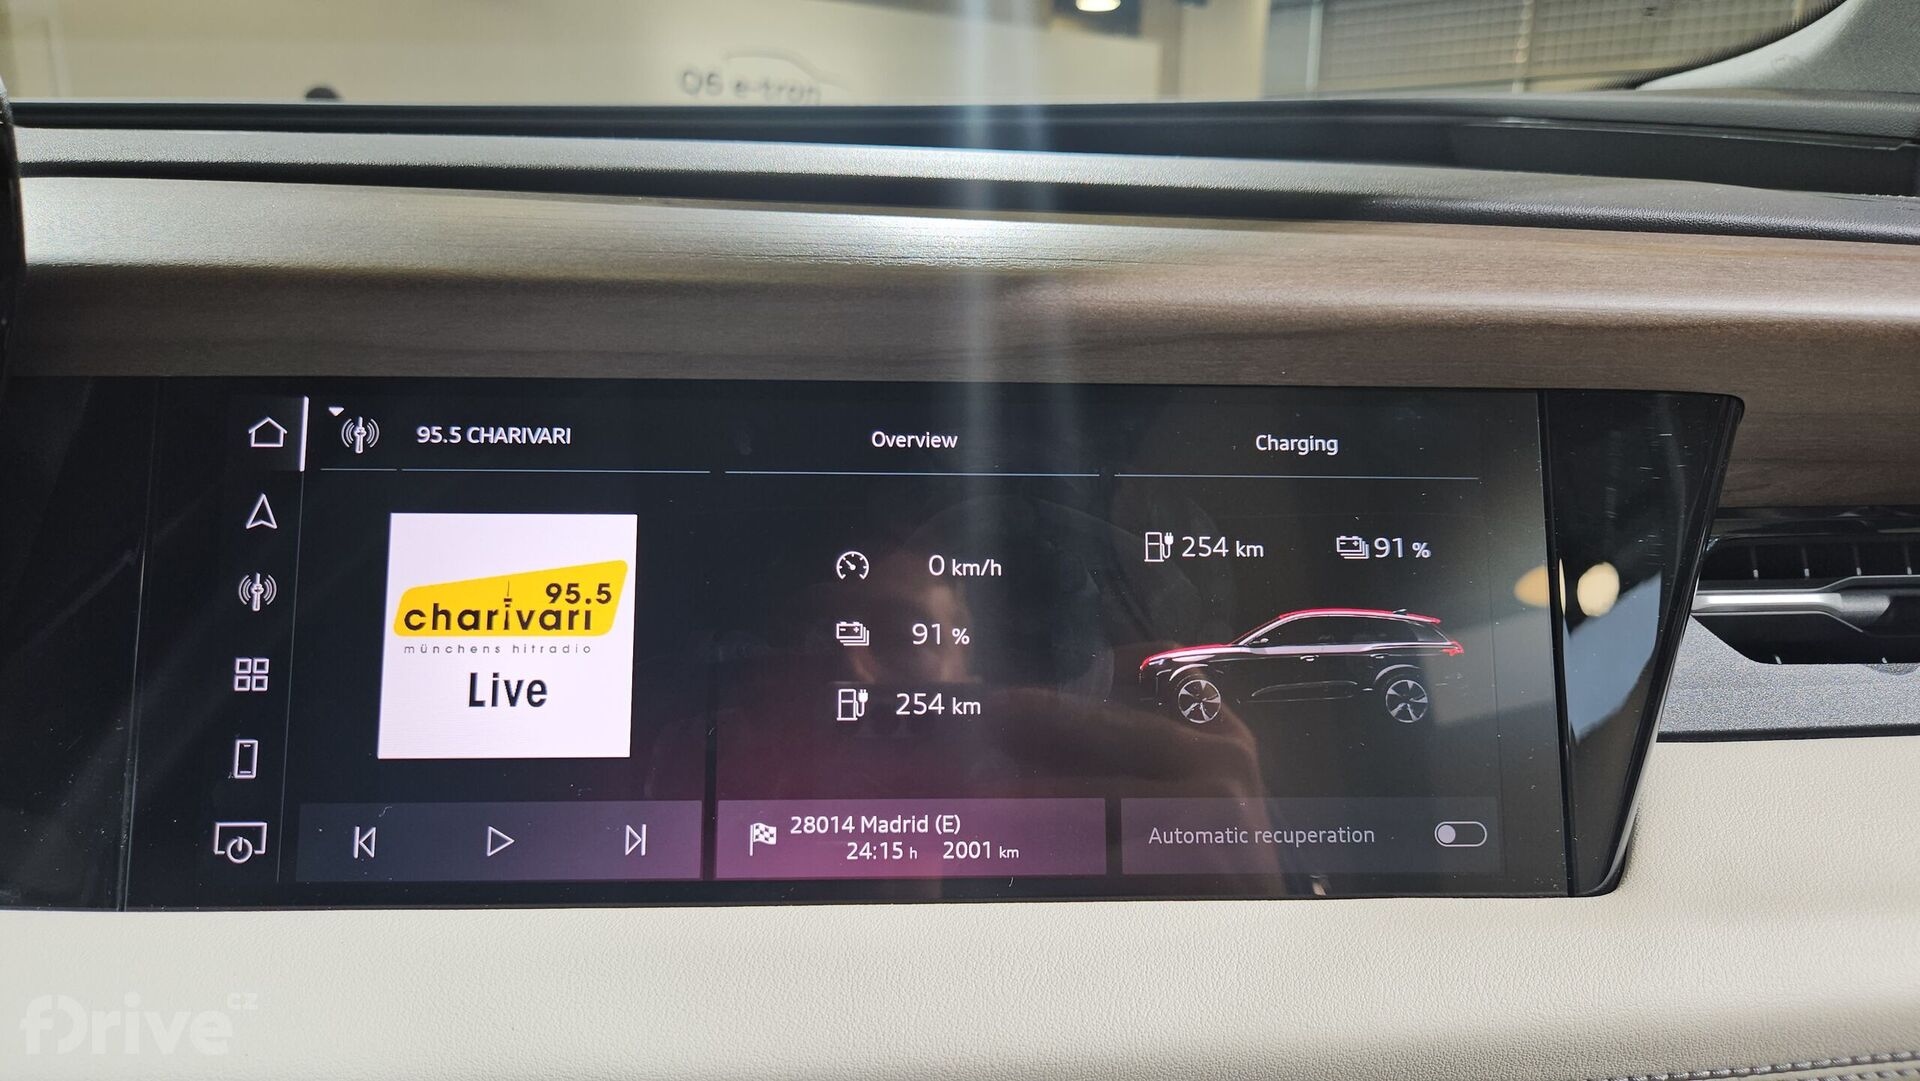 Q6 e-tron
95.5 CHARIVARI
Overview
Charging
95.5
charivari
münchens hitradio
Live
0 km/h
91 %
254 km
254 km
91 %
28014 Madrid (E)
24:15 h 2001 km
Automatic recuperation
fDrive.cz